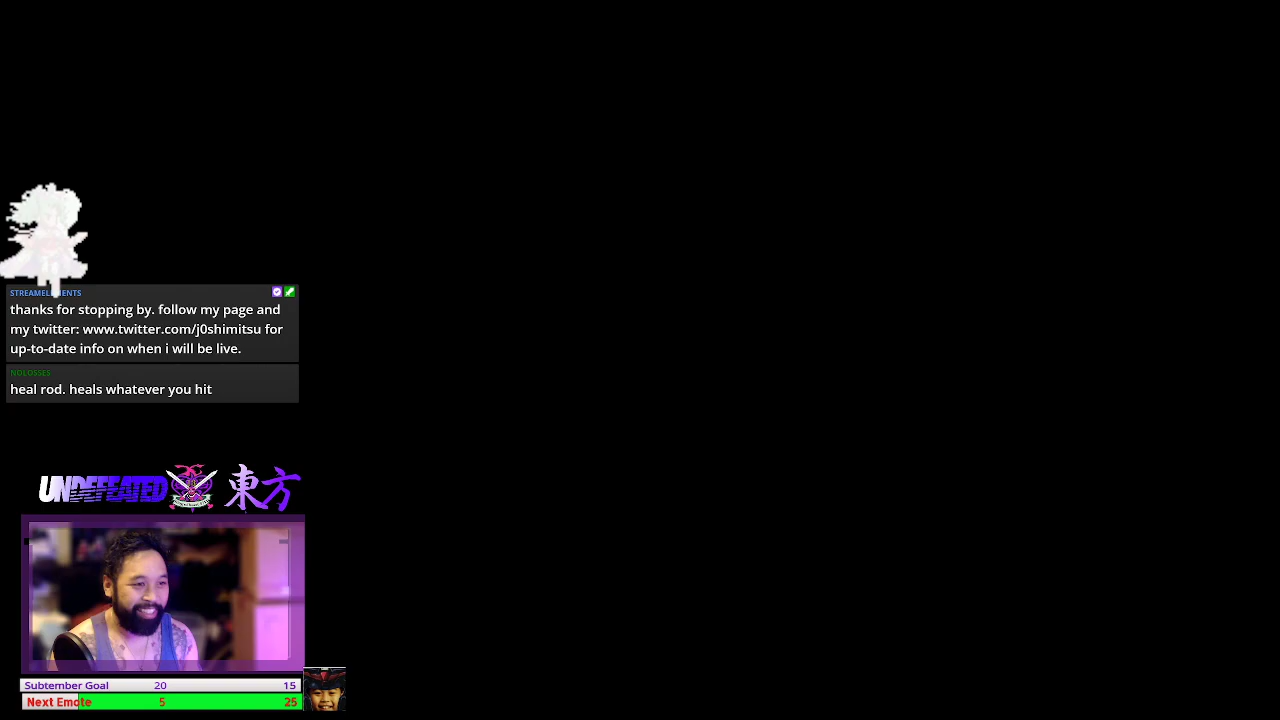 STREAMELEMENTS
thanks for stopping by. follow my page and
my twitter: www.twitter.com/j0shimitsu for
up-to-date info on when i will be live.
NOLOSSES
heal rod. heals whatever you hit
UNDEFEATED 東方
Subtember Goal 20 15
Next Emote 5 25